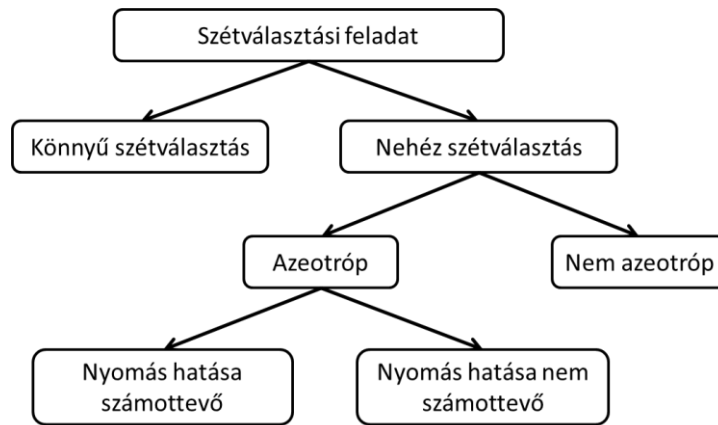 Szétválasztási feladat
Könnyű szétválasztás
Nehéz szétválasztás
Azeotróp
Nem azeotróp
Nyomás hatása
számottevő
Nyomás hatása nem
számottevő